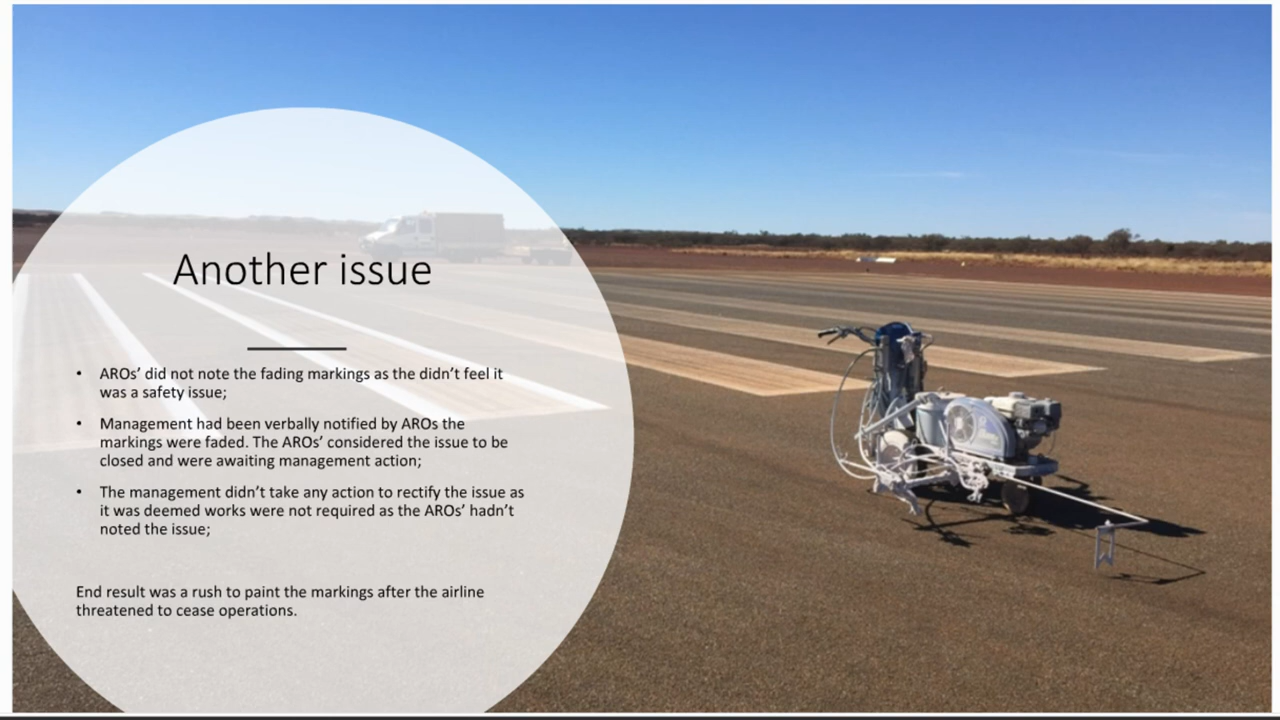 Another issue
• AROs’ did not note the fading markings as the didn’t feel it
was a safety issue;
• Management had been verbally notified by AROs the
markings were faded. The AROs’ considered the issue to be
closed and were awaiting management action;
• The management didn’t take any action to rectify the issue as
it was deemed works were not required as the AROs’ hadn’t
noted the issue;
End result was a rush to paint the markings after the airline
threatened to cease operations.